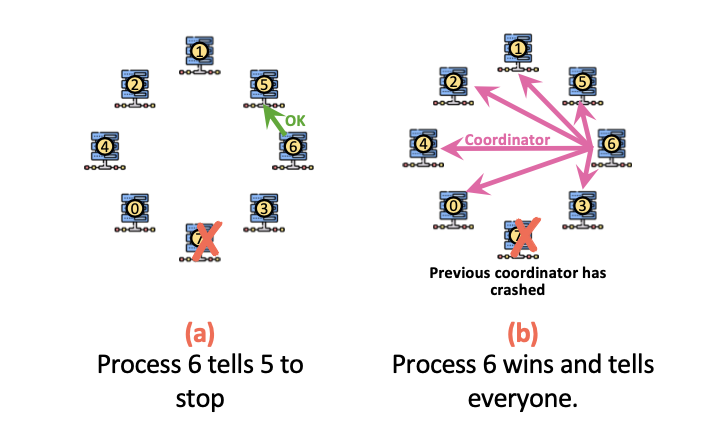 1
2
5
OK
4
6
0
3
7
(a)
Process 6 tells 5 to
stop
1
2
5
4
Coordinator
6
0
3
7
Previous coordinator has
crashed
(b)
Process 6 wins and tells
everyone.